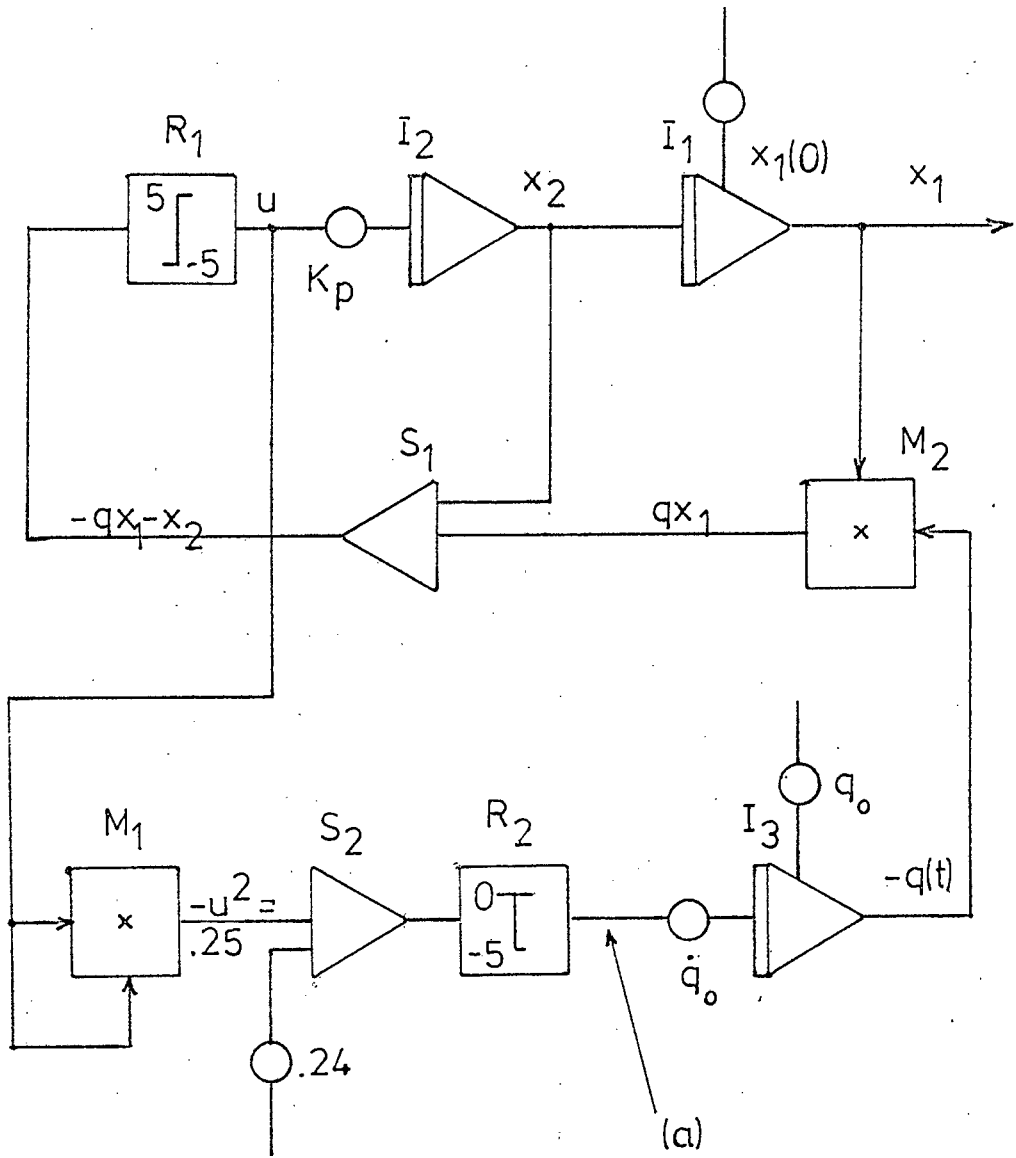 R₁
I₂
I₁
x₁(0)
x₂
x₁
5
-5
u
Kₚ
S₁
M₂
-qx₁-x₂
qx₁
×
q₀
M₁
S₂
R₂
I₃
-u² =
.25
×
0
-5
q̇₀
-q(t)
.24
(a)